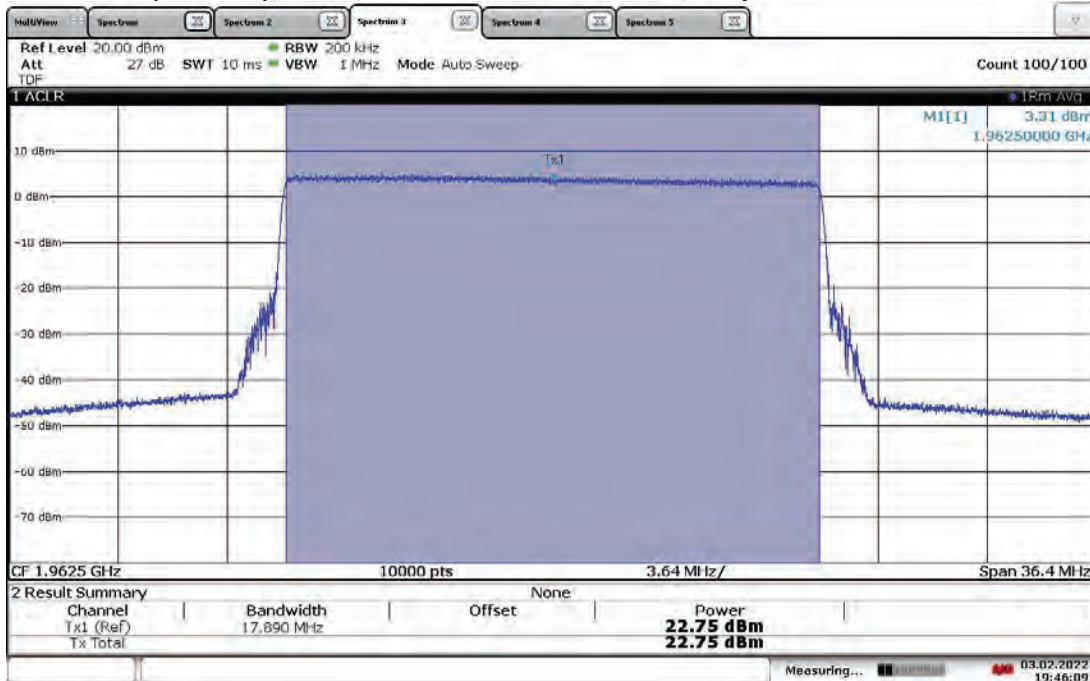 MultiView Spectrum Spectrum 2 Spectrum 3 Spectrum 4 Spectrum 5
Ref Level 20.00 dBm RBW 200 kHz
Att 27 dB SWT 10 ms VBW 1 MHz Mode Auto Sweep Count 100/100
TDF
1 ACLR 1Rm Avg
M1[1] 3.31 dBm
1.96250000 GHz
10 dBm
Tx1
0 dBm
-10 dBm
-20 dBm
-30 dBm
-40 dBm
-50 dBm
-60 dBm
-70 dBm
CF 1.9625 GHz 10000 pts 3.64 MHz/ Span 36.4 MHz
2 Result Summary None
Channel Bandwidth Offset Power
Tx1 (Ref) 17.890 MHz 22.75 dBm
Tx Total 22.75 dBm
Measuring... 03.02.2022
19:46:09